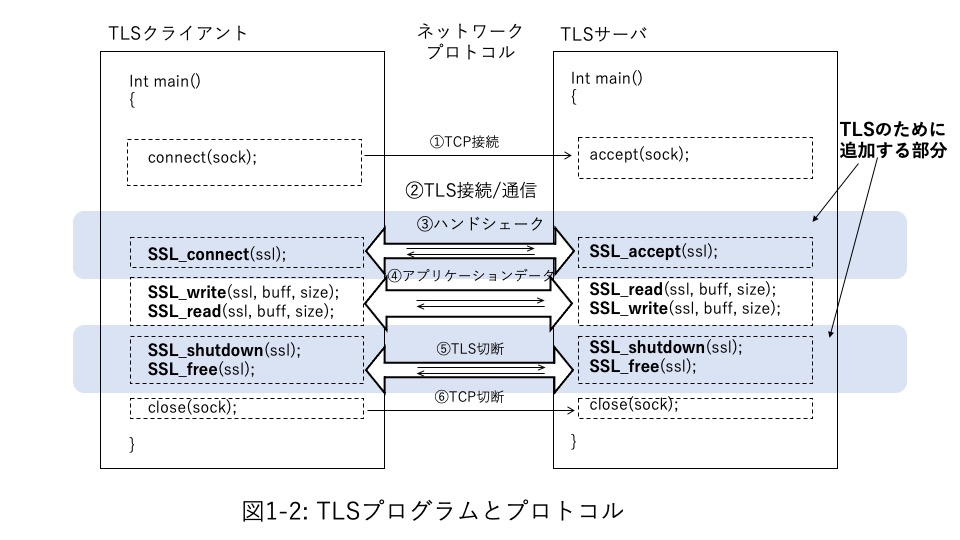 TLSクライアント
ネットワーク
プロトコル
TLSサーバ
Int main()
{
Int main()
{
TLSのために
追加する部分
①TCP接続
connect(sock);
accept(sock);
②TLS接続/通信
③ハンドシェーク
SSL_connect(ssl);
SSL_accept(ssl);
④アプリケーションデータ
SSL_write(ssl, buff, size);
SSL_read(ssl, buff, size);
SSL_read(ssl, buff, size);
SSL_write(ssl, buff, size);
⑤TLS切断
SSL_shutdown(ssl);
SSL_free(ssl);
SSL_shutdown(ssl);
SSL_free(ssl);
⑥TCP切断
close(sock);
close(sock);
}
}
図1-2: TLSプログラムとプロトコル